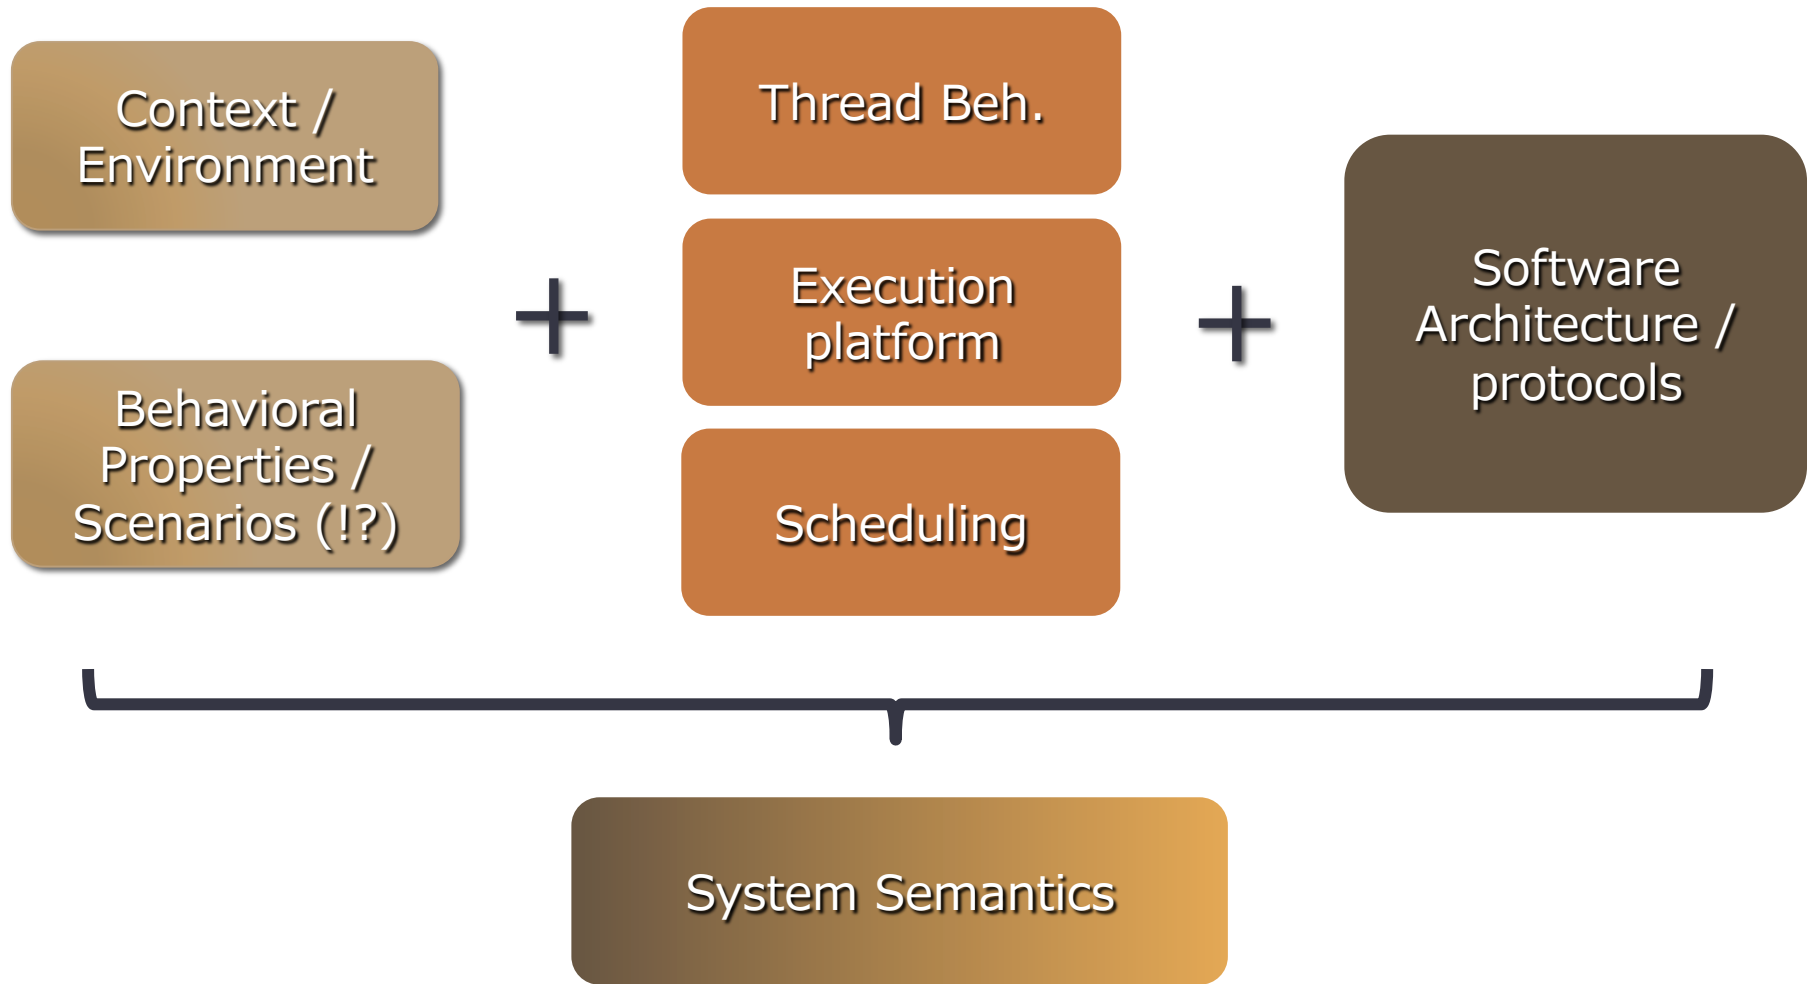 Context /
Environment
Behavioral
Properties /
Scenarios (!?)
+
Thread Beh.
Execution
platform
Scheduling
+
Software
Architecture /
protocols
System Semantics